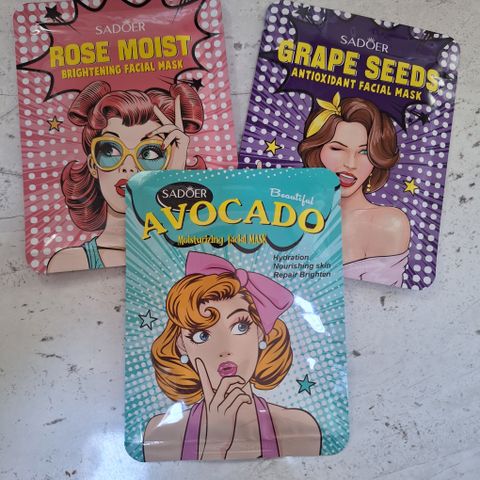 SADOER
ROSE MOIST
BRIGHTENING FACIAL MASK
SADOER
GRAPE SEEDS
ANTIOXIDANT FACIAL MASK
SADOER
Beautiful
AVOCADO
Moisturizing facial MASK
Hydration
Nourishing skin
Repair Brighten